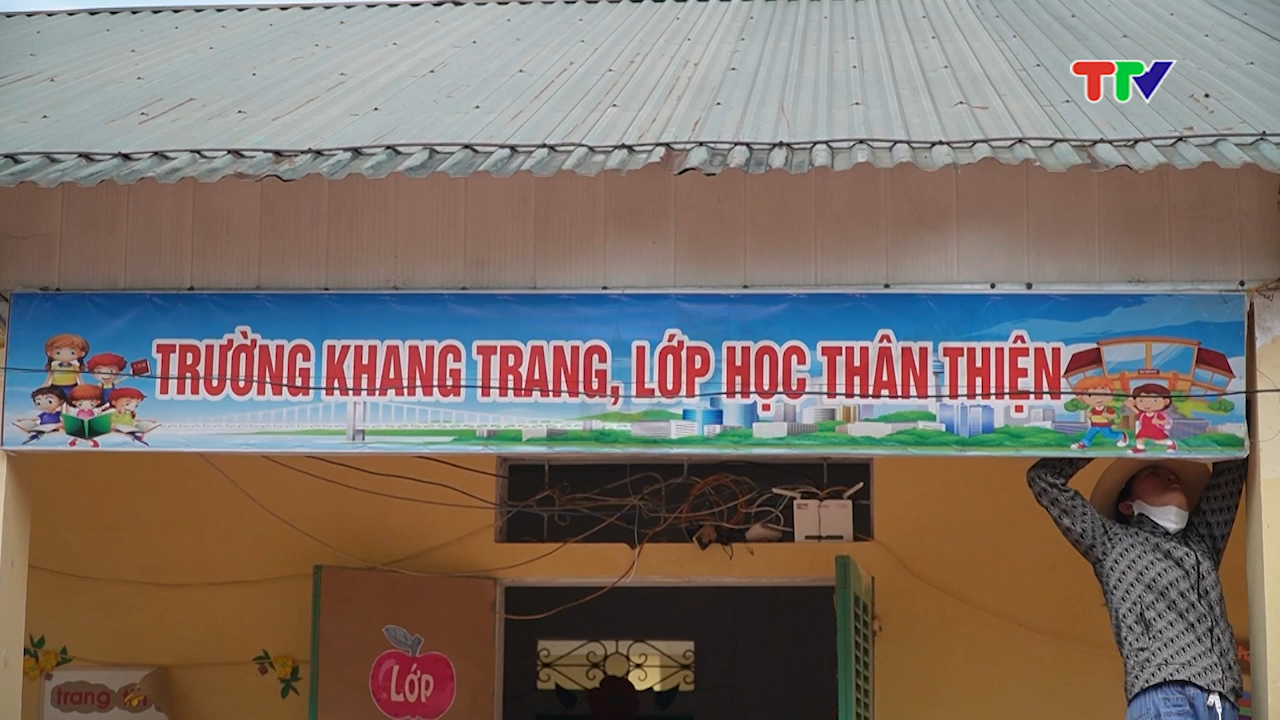 TTV
TRƯỜNG KHANG TRANG, LỚP HỌC THÂN THIỆN
LỚP
trang